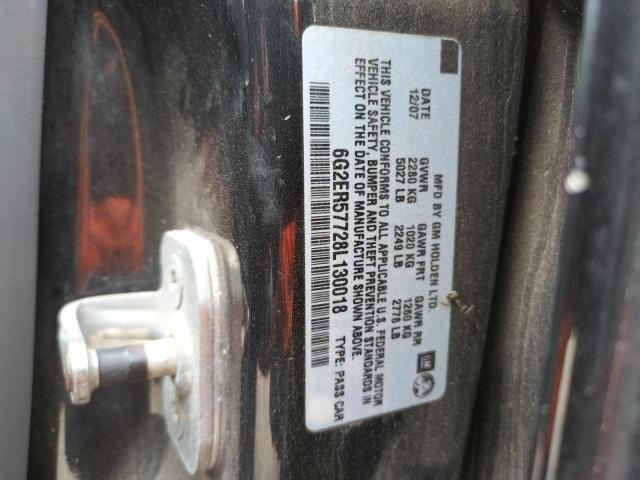 MFD BY GM HOLDEN LTD.
DATE GVWR GAWR FRT GAWR RR
12/07 2280 KG 1020 KG 1260 KG
5027 LB 2249 LB 2778 LB
THIS VEHICLE CONFORMS TO ALL APPLICABLE U.S. FEDERAL MOTOR
VEHICLE SAFETY, BUMPER AND THEFT PREVENTION STANDARDS IN
EFFECT ON THE DATE OF MANUFACTURE SHOWN ABOVE.
6G2ER57728L130018 TYPE: PASS CAR
GM